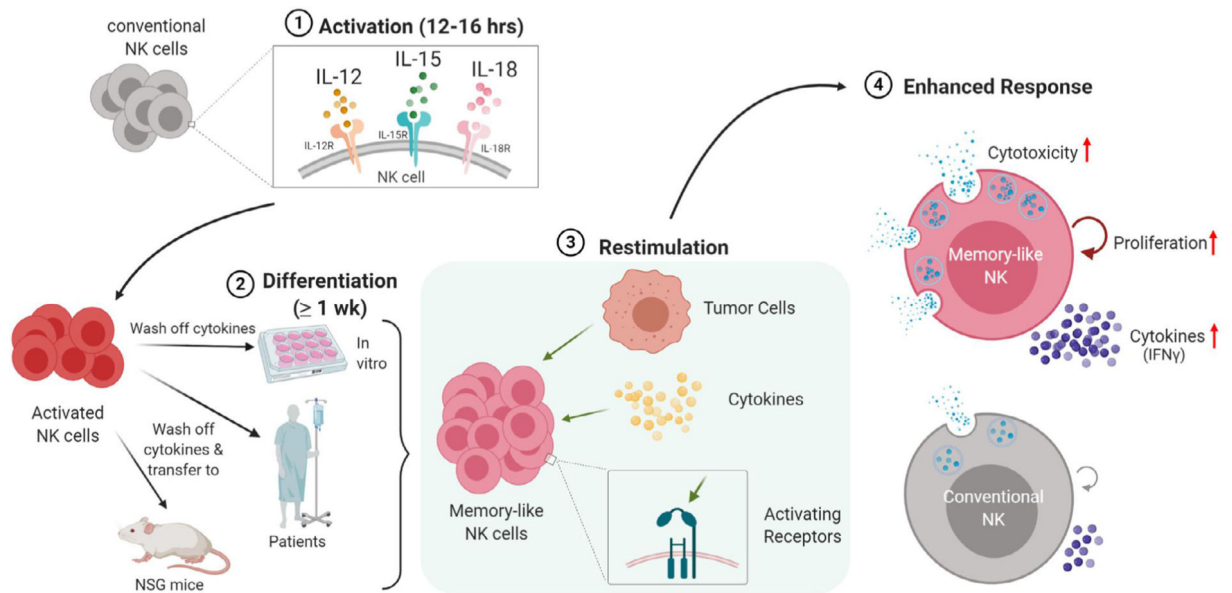 conventional
NK cells
1 Activation (12-16 hrs)
IL-12
IL-15
IL-18
IL-12R
IL-15R
IL-18R
NK cell
Activated
NK cells
2 Differentiation
(≥ 1 wk)
Wash off cytokines
In
vitro
Wash off
cytokines &
transfer to
Patients
NSG mice
3 Restimulation
Tumor Cells
Cytokines
Memory-like
NK cells
Activating
Receptors
4 Enhanced Response
Cytotoxicity
Memory-like
NK
Proliferation
Cytokines
(IFNγ)
Conventional
NK